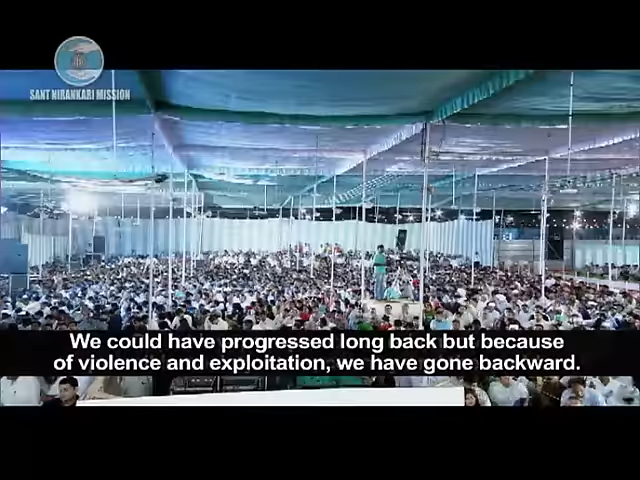 SANT NIRANKARI MISSION
We could have progressed long back but because
of violence and exploitation, we have gone backward.